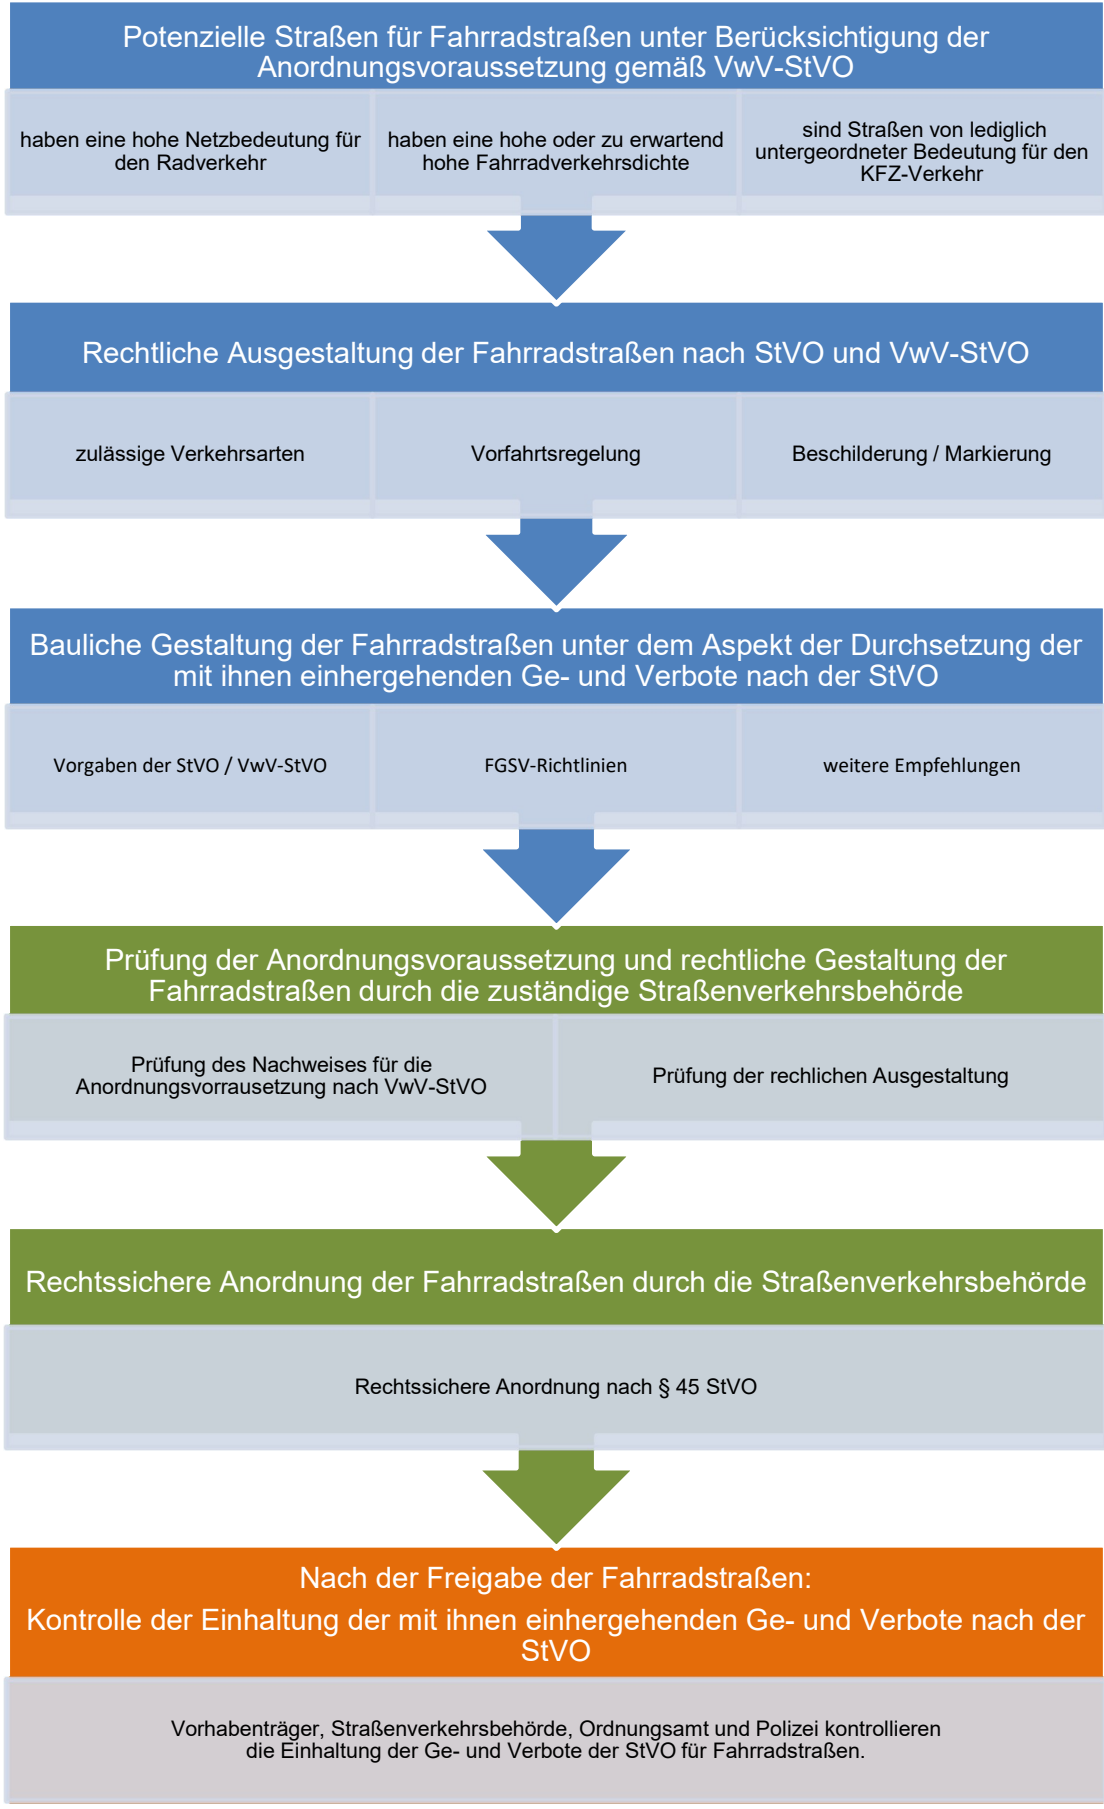 Potenzielle Straßen für Fahrradstraßen unter Berücksichtigung der
Anordnungsvoraussetzung gemäß VwV-StVO
haben eine hohe Netzbedeutung für
den Radverkehr
haben eine hohe oder zu erwartend
hohe Fahrradverkehrsdichte
sind Straßen von lediglich
untergeordneter Bedeutung für den
KFZ-Verkehr
Rechtliche Ausgestaltung der Fahrradstraßen nach StVO und VwV-StVO
zulässige Verkehrsarten
Vorfahrtsregelung
Beschilderung / Markierung
Bauliche Gestaltung der Fahrradstraßen unter dem Aspekt der Durchsetzung der
mit ihnen einhergehenden Ge- und Verbote nach der StVO
Vorgaben der StVO / VwV-StVO
FGSV-Richtlinien
weitere Empfehlungen
Prüfung der Anordnungsvoraussetzung und rechtliche Gestaltung der
Fahrradstraßen durch die zuständige Straßenverkehrsbehörde
Prüfung des Nachweises für die
Anordnungsvorrausetzung nach VwV-StVO
Prüfung der rechlichen Ausgestaltung
Rechtssichere Anordnung der Fahrradstraßen durch die Straßenverkehrsbehörde
Rechtssichere Anordnung nach § 45 StVO
Nach der Freigabe der Fahrradstraßen:
Kontrolle der Einhaltung der mit ihnen einhergehenden Ge- und Verbote nach der
StVO
Vorhabenträger, Straßenverkehrsbehörde, Ordnungsamt und Polizei kontrollieren
die Einhaltung der Ge- und Verbote der StVO für Fahrradstraßen.